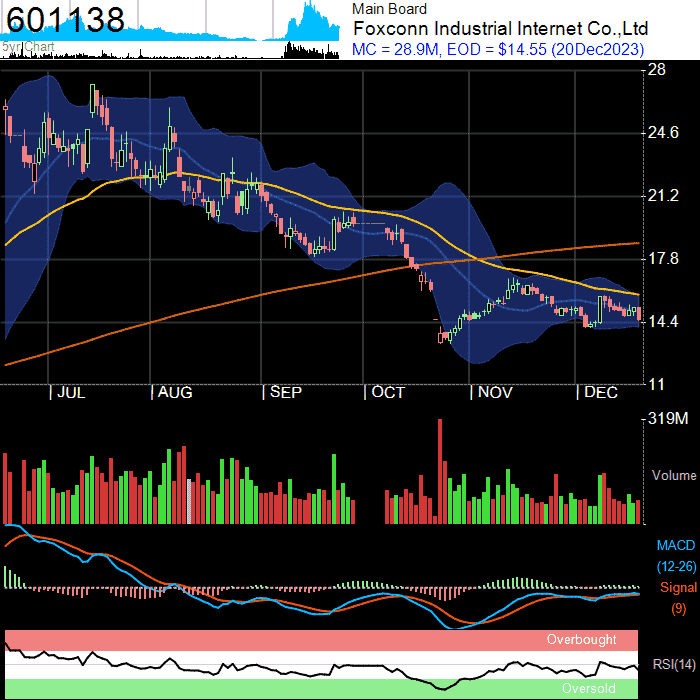 601138
5yr Chart
Main Board
Foxconn Industrial Internet Co.,Ltd
MC = 28.9M, EOD = $14.55 (20Dec2023)
28
24.6
21.2
17.8
14.4
11
| JUL
| AUG
| SEP
| OCT
| NOV
| DEC
319M
Volume
MACD
(12-26)
Signal
(9)
Overbought
RSI(14)
Oversold